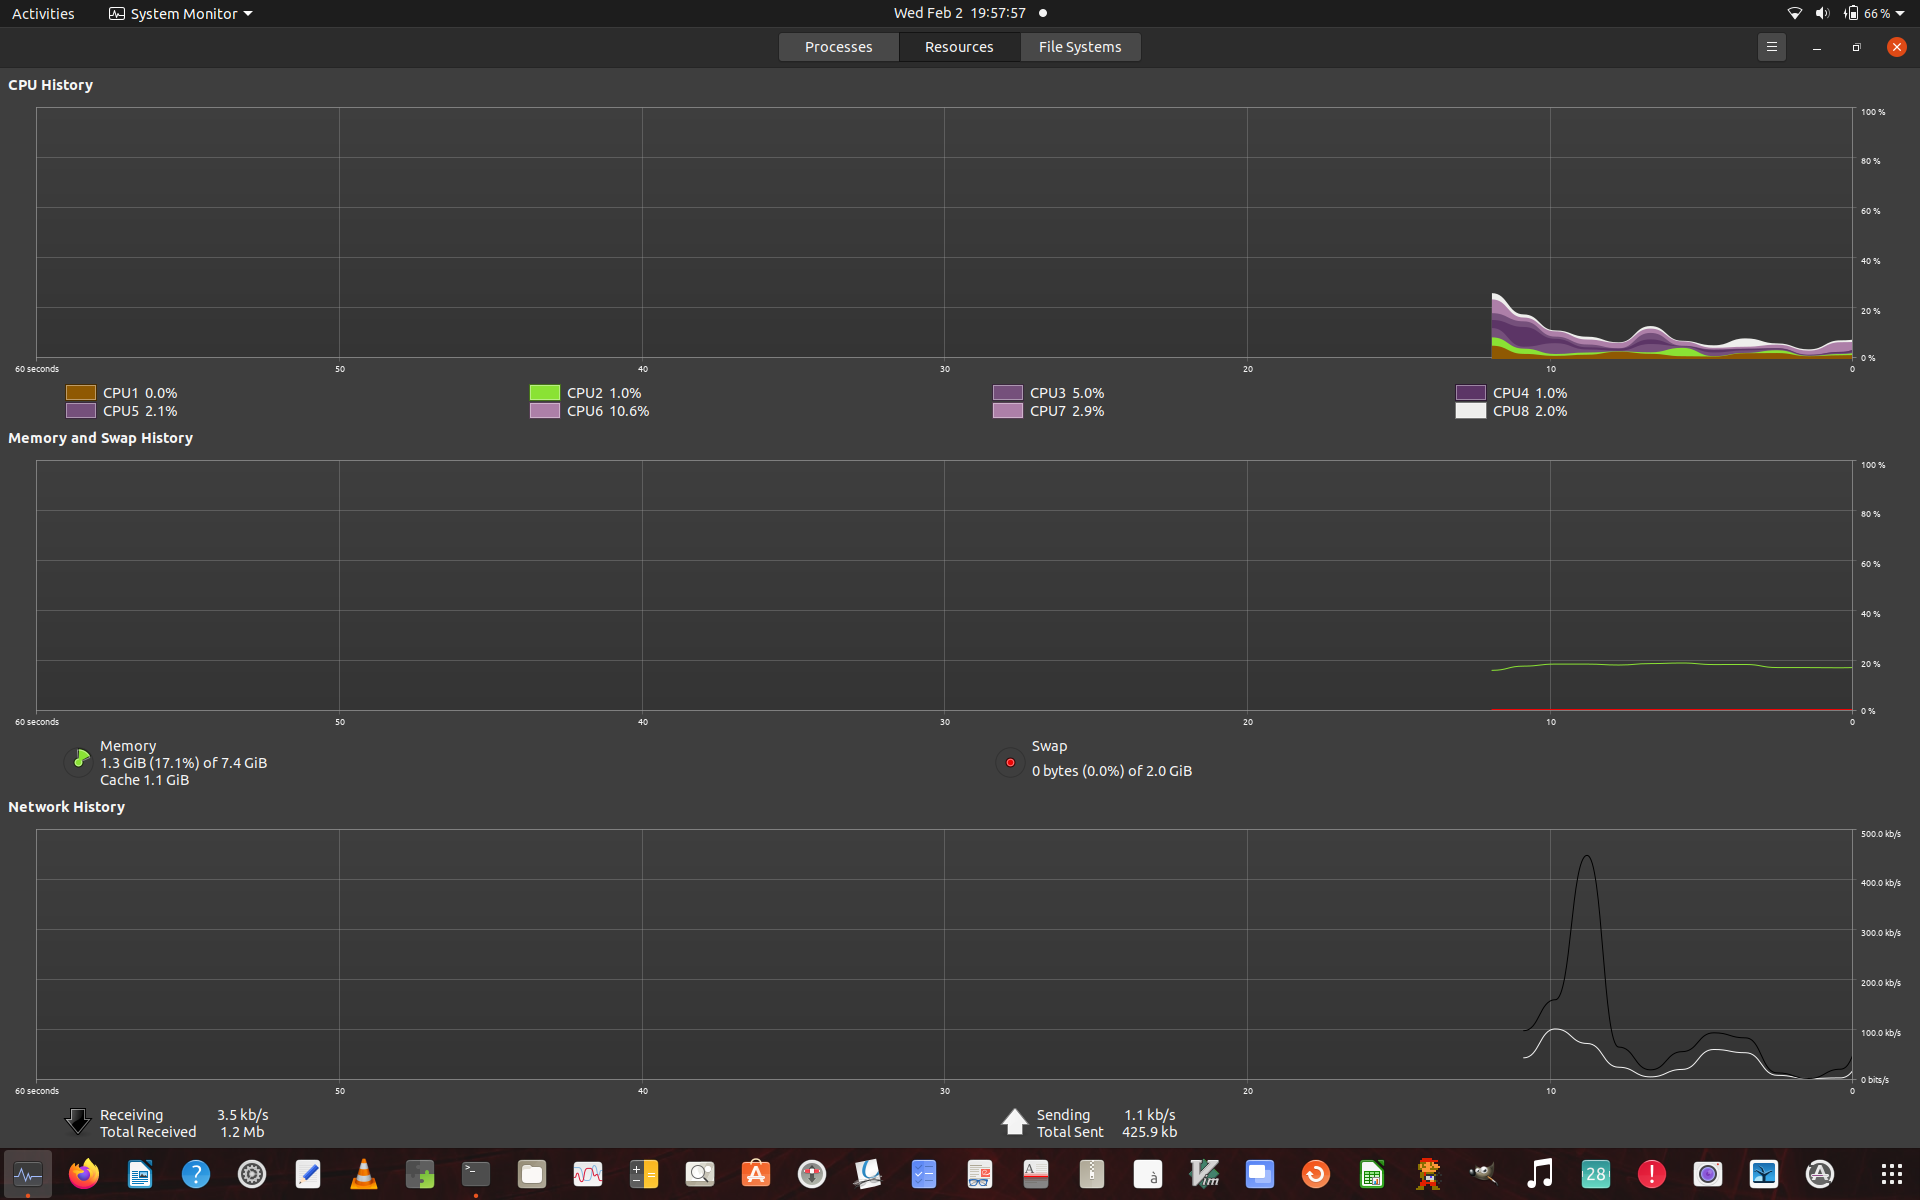 Activities System Monitor Wed Feb 2 19:57:57 66 %
Processes Resources File Systems
CPU History
100 %
80 %
60 %
40 %
20 %
0 %
60 seconds 50 40 30 20 10 0
CPU1 0.0% CPU2 1.0% CPU3 5.0% CPU4 1.0%
CPU5 2.1% CPU6 10.6% CPU7 2.9% CPU8 2.0%
Memory and Swap History
100 %
80 %
60 %
40 %
20 %
0 %
60 seconds 50 40 30 20 10 0
Memory
1.3 GiB (17.1%) of 7.4 GiB
Cache 1.1 GiB
Swap
0 bytes (0.0%) of 2.0 GiB
Network History
500.0 kb/s
400.0 kb/s
300.0 kb/s
200.0 kb/s
100.0 kb/s
0 bits/s
60 seconds 50 40 30 20 10 0
Receiving 3.5 kb/s Sending 1.1 kb/s
Total Received 1.2 Mb Total Sent 425.9 kb
? >_ A à Vim 28 !